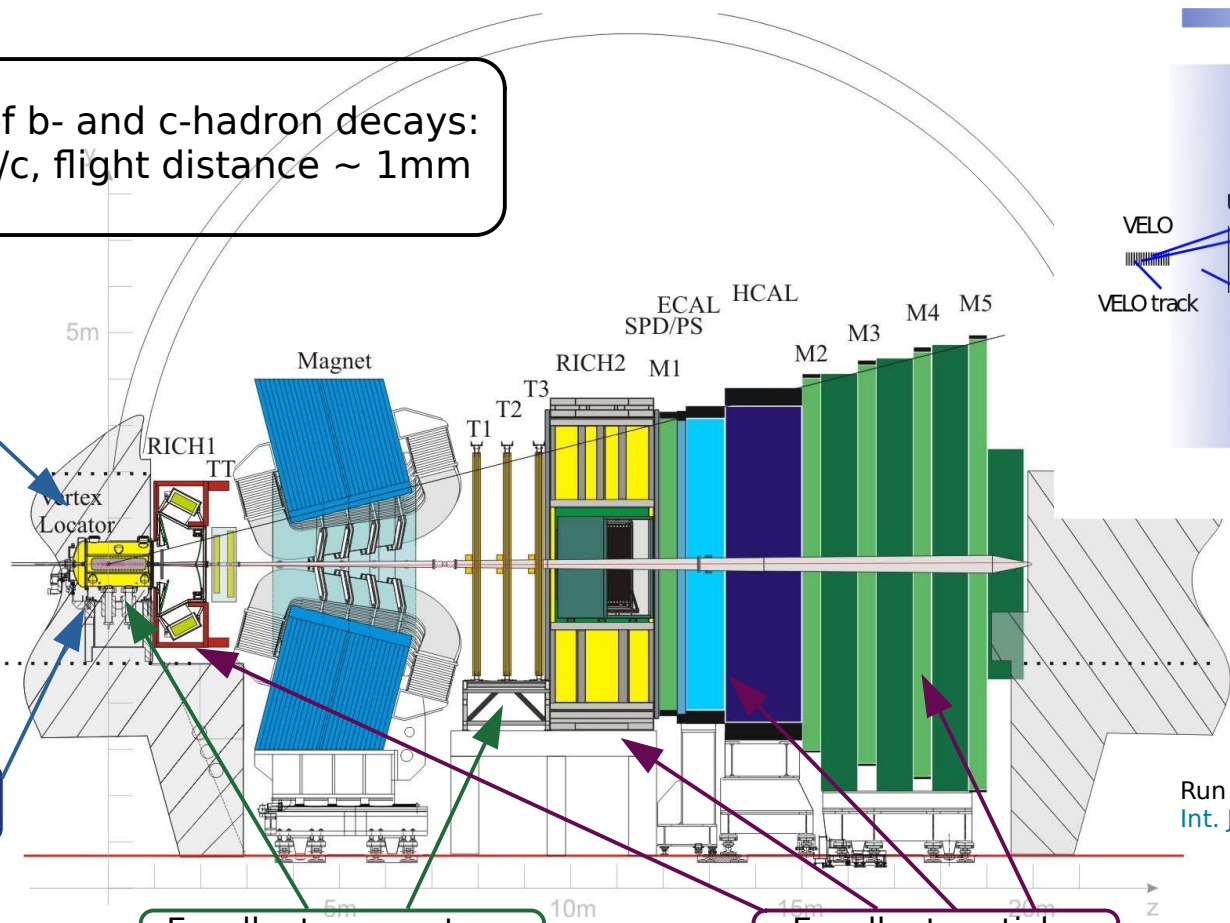 f b- and c-hadron decays:
/c, flight distance ~ 1mm
y
5m
VELO
VELO track
HCAL
ECAL
SPD/PS
M5
M4
M3
M2
Magnet
RICH2
M1
T3
T2
T1
RICH1
TT
Vertex
Locator
Run
Int. J
5m
10m
15m
20m
z